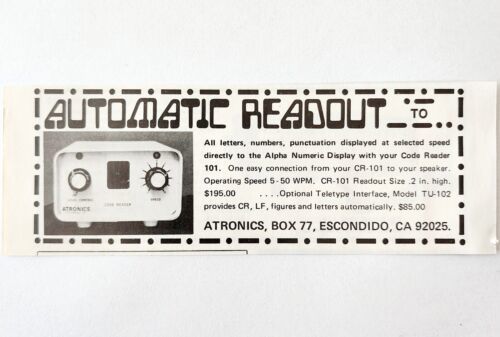 AUTOMATIC READOUT TO
All letters, numbers, punctuation displayed at selected speed
directly to the Alpha Numeric Display with your Code Reader
101. One easy connection from your CR-101 to your speaker.
Operating Speed 5-50 WPM. CR-101 Readout Size .2 in. high.
$195.00 ....Optional Teletype Interface, Model TU-102
provides CR, LF, figures and letters automatically. $85.00
ATRONICS, BOX 77, ESCONDIDO, CA 92025.
ATRONICS
CODE READER
SPEED